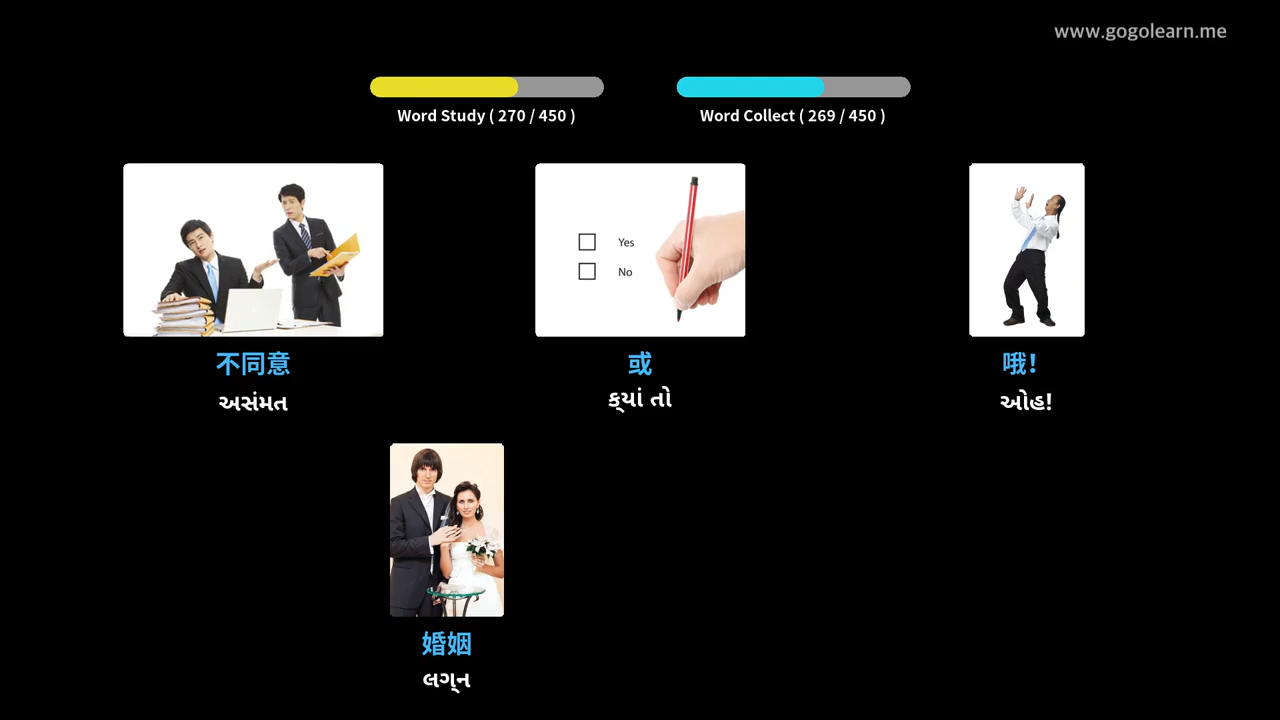 www.gogolearn.me
Word Study ( 270 / 450 )
Word Collect ( 269 / 450 )
Yes
No
不同意
અસંમત
或
ક્યાં તો
哦!
ઓહ!
婚姻
લગ્ન